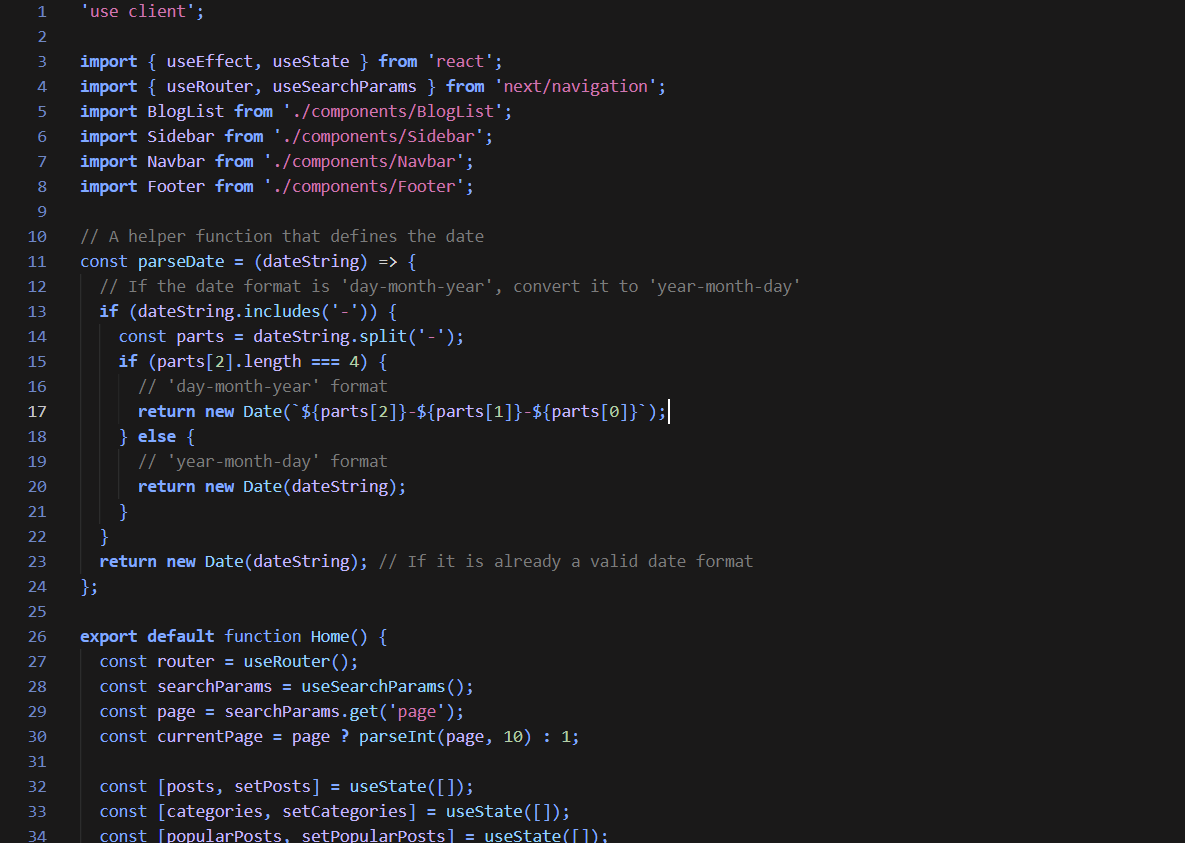 1 'use client';
2
3 import { useEffect, useState } from 'react';
4 import { useRouter, useSearchParams } from 'next/navigation';
5 import BlogList from './components/BlogList';
6 import Sidebar from './components/Sidebar';
7 import Navbar from './components/Navbar';
8 import Footer from './components/Footer';
9
10 // A helper function that defines the date
11 const parseDate = (dateString) => {
12   // If the date format is 'day-month-year', convert it to 'year-month-day'
13   if (dateString.includes('-')) {
14     const parts = dateString.split('-');
15     if (parts[2].length === 4) {
16       // 'day-month-year' format
17       return new Date(`${parts[2]}-${parts[1]}-${parts[0]}`);
18     } else {
19       // 'year-month-day' format
20       return new Date(dateString);
21     }
22   }
23   return new Date(dateString); // If it is already a valid date format
24 };
25
26 export default function Home() {
27   const router = useRouter();
28   const searchParams = useSearchParams();
29   const page = searchParams.get('page');
30   const currentPage = page ? parseInt(page, 10) : 1;
31
32   const [posts, setPosts] = useState([]);
33   const [categories, setCategories] = useState([]);
34   const [popularPosts, setPopularPosts] = useState([]);